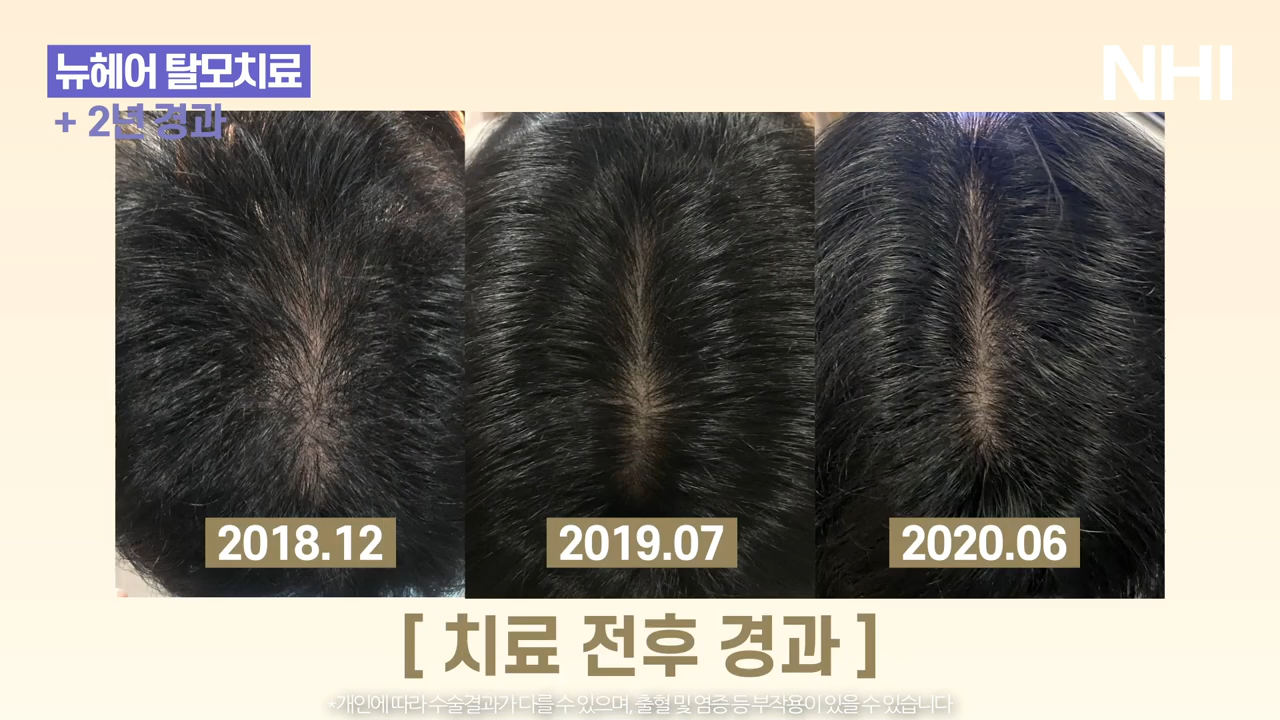 뉴헤어 탈모치료
NHI
+ 2년 경과
2018.12
2019.07
2020.06
[ 치료 전후 경과 ]
*개인에 따라 수술결과가 다를 수 있으며, 출혈 및 염증 등 부작용이 있을 수 있습니다